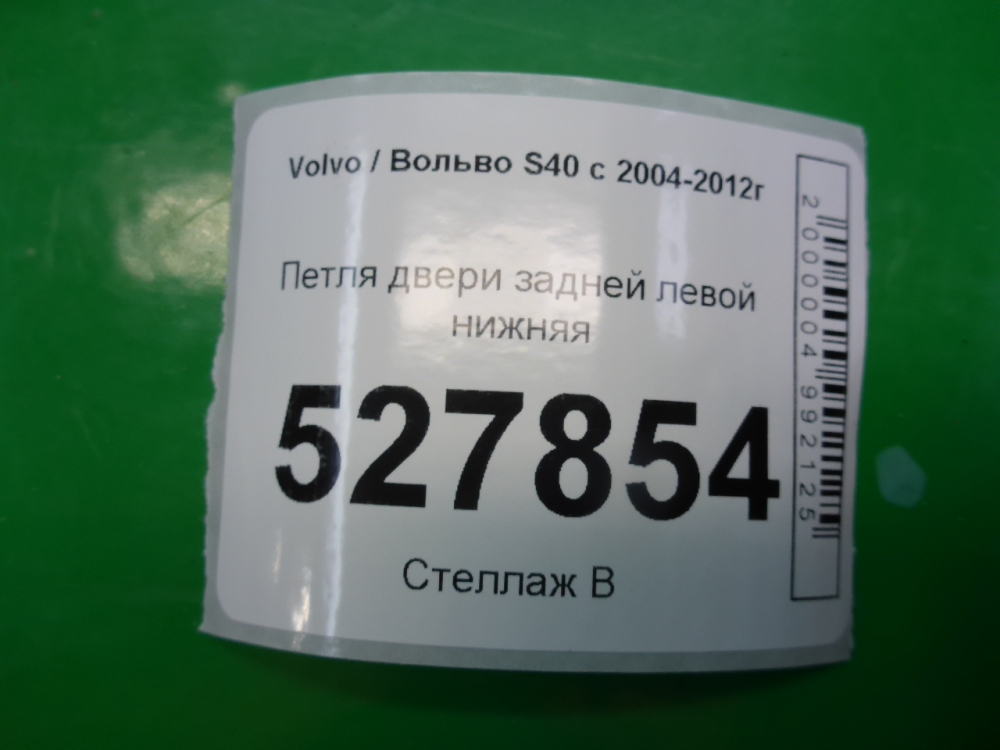 Volvo / Вольво S40 с 2004-2012г
Петля двери задней левой
нижняя
527854
Стеллаж В
2000004992125